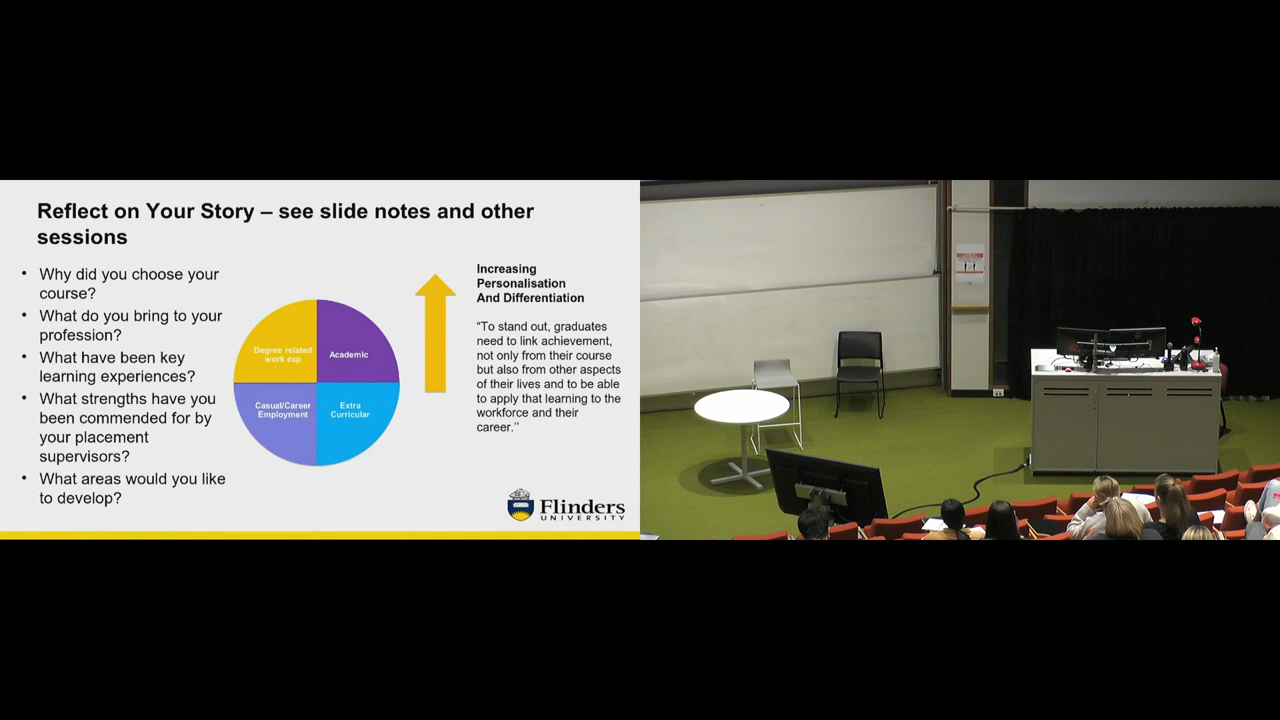 Reflect on Your Story – see slide notes and other
sessions
• Why did you choose your
course?
• What do you bring to your
profession?
• What have been key
learning experiences?
• What strengths have you
been commended for by
your placement
supervisors?
• What areas would you like
to develop?
Degree related
work exp
Academic
Casual/Career
Employment
Extra
Curricular
Increasing
Personalisation
And Differentiation
“To stand out, graduates
need to link achievement,
not only from their course
but also from other aspects
of their lives and to be able
to apply that learning to the
workforce and their
career.’’
Flinders
UNIVERSITY